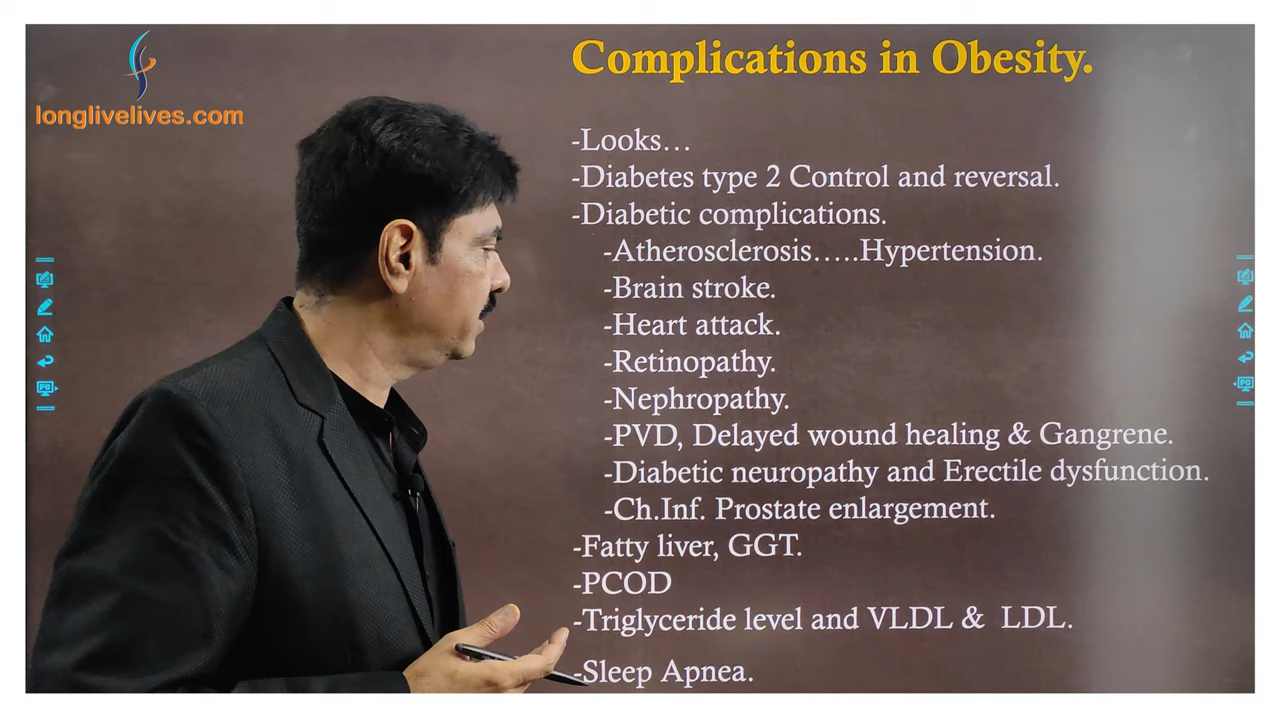 longlivelives.com
Complications in Obesity.
-Looks...
-Diabetes type 2 Control and reversal.
-Diabetic complications.
-Atherosclerosis.....Hypertension.
-Brain stroke.
-Heart attack.
-Retinopathy.
-Nephropathy.
-PVD, Delayed wound healing & Gangrene.
-Diabetic neuropathy and Erectile dysfunction.
-Ch.Inf. Prostate enlargement.
-Fatty liver, GGT.
-PCOD
-Triglyceride level and VLDL & LDL.
-Sleep Apnea.
PC
PC